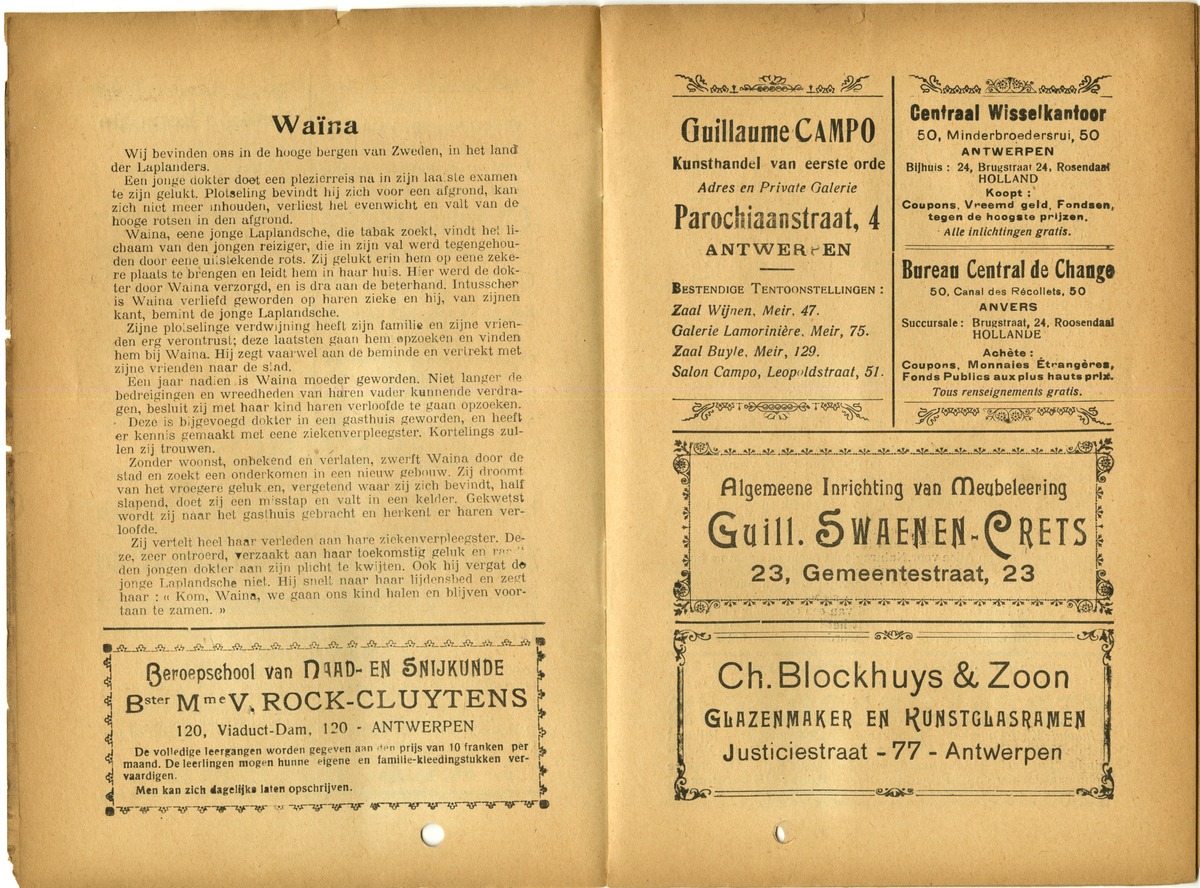 Waïna
Wij bevinden ons in de hooge bergen van Zweden, in het land
der Laplanders.
Een jonge dokter doet een plezierreis na in zijn laatste examen
te zijn gelukt. Plotseling bevindt hij zich voor een afgrond, kan
zich niet meer inhouden, verliest het evenwicht en valt van de
hooge rotsen in den afgrond.
Waina, eene jonge Laplandsche, die tabak zoekt, vindt het li-
chaam van den jongen reiziger, die in zijn val werd tegengehou-
den door eene uitstekende rots. Zij gelukt erin hem op eene zeke-
re plaats te brengen en leidt hem in haar huis. Hier werd de dok-
ter door Waina verzorgd, en is dra aan de beterhand. Intusscher
is Waina verliefd geworden op haren zieke en hij, van zijnen
kant, bemint de jonge Laplandsche.
Zijne plotselinge verdwijning heeft zijn familie en zijne vrien-
den erg verontrust; deze laatsten gaan hem opzoeken en vinden
hem bij Waina. Hij zegt vaarwel aan de beminde en vertrekt met
zijne vrienden naar de stad.
Een jaar nadien is Waina moeder geworden. Niet langer de
bedreigingen en wreedheden van haren vader kunnende verdra-
gen, besluit zij met haar kind haren verloofde te gaan opzoeken.
Deze is bijgevoegd dokter in een gasthuis geworden, en heeft
er kennis gemaakt met eene ziekenverpleegster. Kortelings zul-
len zij trouwen.
Zonder woonst, onbekend en verlaten, zwerft Waina door de
stad en zoekt een onderkomen in een nieuw gebouw. Zij droomt
van het vroegere geluk en, vergetend waar zij zich bevindt, half
slapend, doet zij een misstap en valt in een kelder. Gekwetst
wordt zij naar het gasthuis gebracht en herkent er haren ver-
loofde.
Zij vertelt heel haar verleden aan hare ziekenverpleegster. De-
ze, zeer ontroerd, verzaakt aan haar toekomstig geluk en
den jongen dokter aan zijn plicht te kwijten. Ook hij vergat de
jonge Laplandsche niet. Hij snelt naar haar lijdensbed en zegt
haar : « Kom, Waina, we gaan ons kind halen en blijven voor-
taan te zamen. »
Beroepschool van NAAD- EN SNIJKUNDE
Bster Mme V. ROCK-CLUYTENS
120, Viaduct-Dam, 120 - ANTWERPEN
De volledige leergangen worden gegeven aan den prijs van 10 franken per
maand. De leerlingen mogen hunne eigene en familie-kleedingstukken ver-
vaardigen.
Men kan zich dagelijks laten opschrijven.
Guillaume CAMPO
Kunsthandel van eerste orde
Adres en Private Galerie
Parochiaanstraat, 4
ANTWERPEN
BESTENDIGE TENTOONSTELLINGEN :
Zaal Wijnen, Meir, 47.
Galerie Lamorinière, Meir, 75.
Zaal Buyle, Meir, 129.
Salon Campo, Leopoldstraat, 51.
Centraal Wisselkantoor
50, Minderbroedersrui, 50
ANTWERPEN
Bijhuis : 24, Brugstraat 24, Rosendaal
HOLLAND
Koopt :
Coupons, Vreemd geld, Fondsen,
tegen de hoogste prijzen.
Alle inlichtingen gratis.
Bureau Central de Change
50, Canal des Récollets, 50
ANVERS
Succursale : Brugstraat, 24, Roosendaal
HOLLANDE
Achète :
Coupons, Monnaies Étrangères,
Fonds Publics aux plus hauts prix.
Tous renseignements gratis.
Algemeene Inrichting van Meubeleering
Guill. SWAENEN-CRETS
23, Gemeentestraat, 23
Ch. Blockhuys & Zoon
GLAZENMAKER EN KUNSTGLASRAMEN
Justiciestraat - 77 - Antwerpen